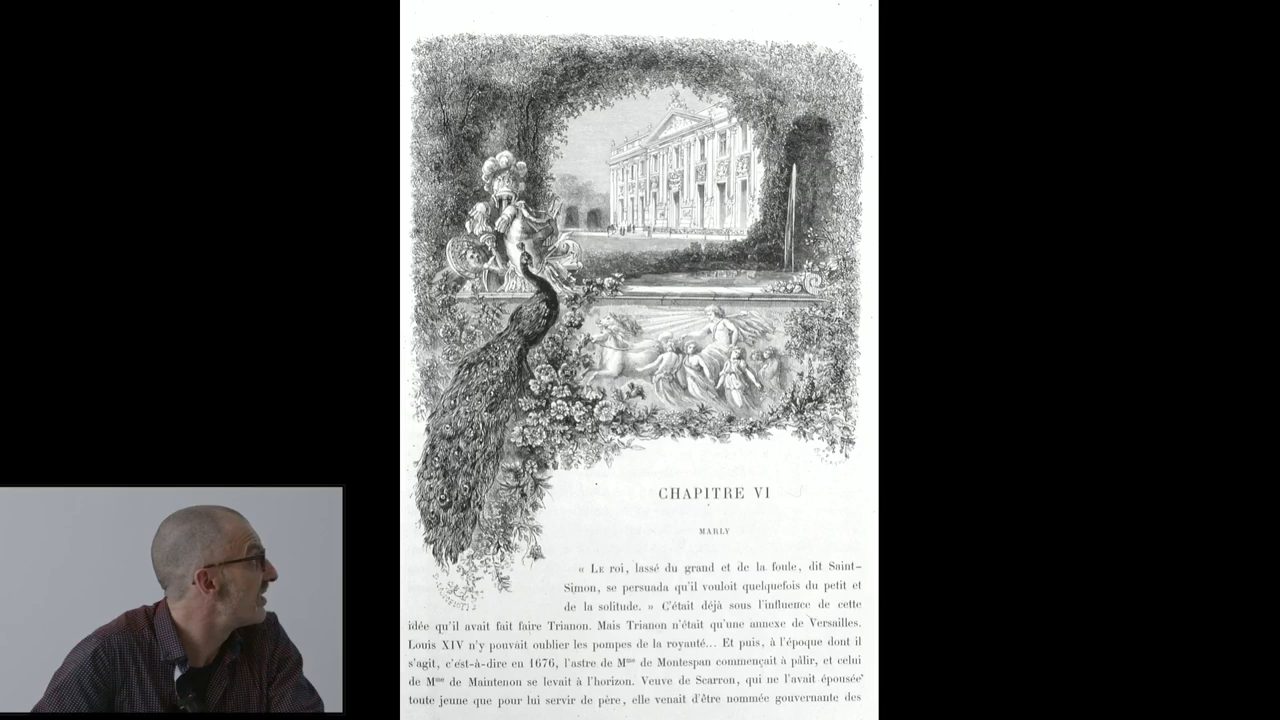 CHAPITRE VI
MARLY
« LE roi, lassé du grand et de la foule, dit Saint-
Simon, se persuada qu'il vouloit quelquefois du petit et
de la solitude. » C'était déjà sous l'influence de cette
idée qu'il avait fait faire Trianon. Mais Trianon n'était qu'une annexe de Versailles.
Louis XIV n'y pouvait oublier les pompes de la royauté... Et puis, à l'époque dont il
s'agit, c'est-à-dire en 1676, l'astre de Mme de Montespan commençait à pâlir, et celui
de Mme de Maintenon se levait à l'horizon. Veuve de Scarron, qui ne l'avait épousée
toute jeune que pour lui servir de père, elle venait d'être nommée gouvernante des